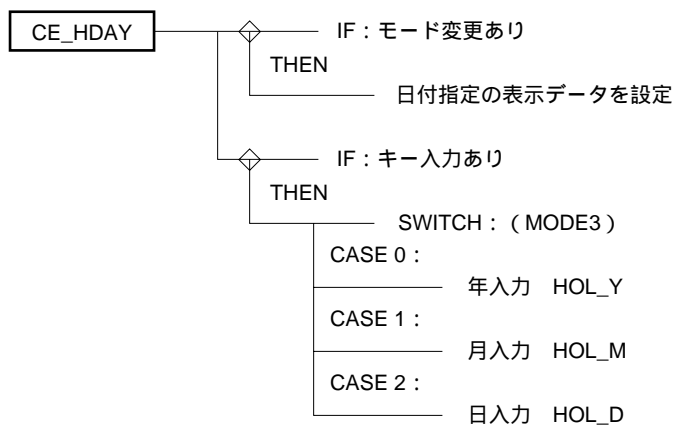 CE_HDAY
IF：モード変更あり
THEN
日付指定の表示データを設定
IF：キー入力あり
THEN
SWITCH：（MODE3）
CASE 0：
年入力　HOL_Y
CASE 1：
月入力　HOL_M
CASE 2：
日入力　HOL_D